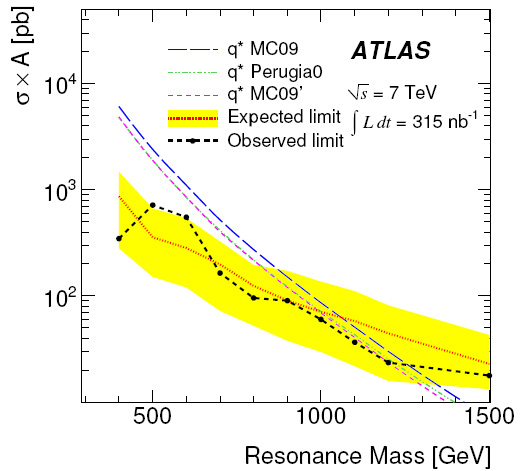 σ × A [pb]
10⁴
10³
10²
q* MC09
q* Perugia0
q* MC09'
Expected limit
Observed limit
ATLAS
√s = 7 TeV
∫ L dt = 315 nb⁻¹
500
1000
1500
Resonance Mass [GeV]